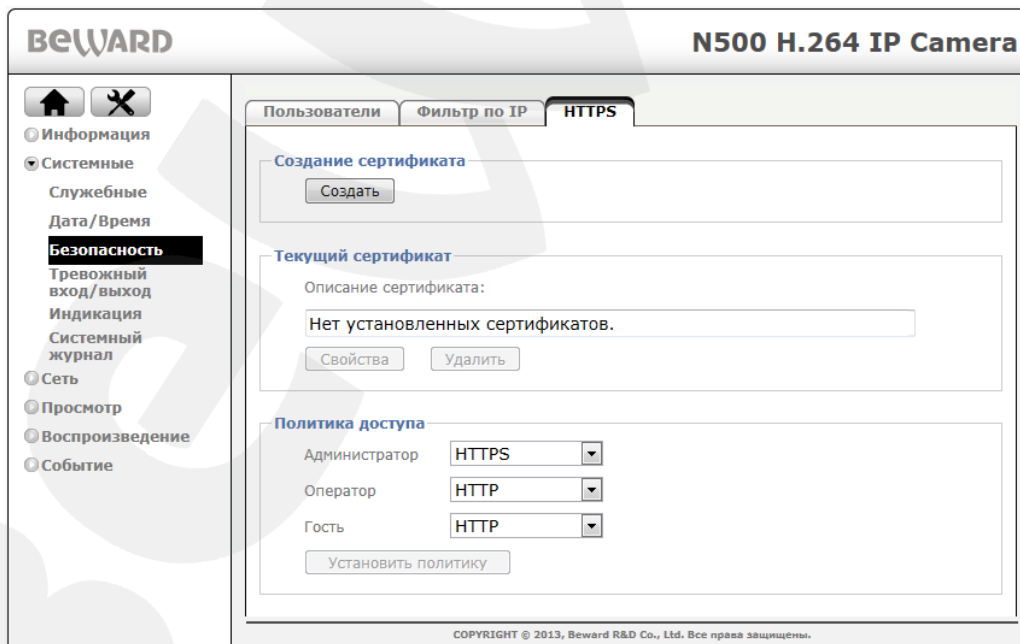 BEWARD
N500 H.264 IP Camera
Информация
Системные
Служебные
Дата/Время
Безопасность
Тревожный
вход/выход
Индикация
Системный
журнал
Сеть
Просмотр
Воспроизведение
Событие
Пользователи Фильтр по IP HTTPS
Создание сертификата
Создать
Текущий сертификат
Описание сертификата:
Нет установленных сертификатов.
Свойства Удалить
Политика доступа
Администратор HTTPS
Оператор HTTP
Гость HTTP
Установить политику
COPYRIGHT © 2013, Beward R&D Co., Ltd. Все права защищены.